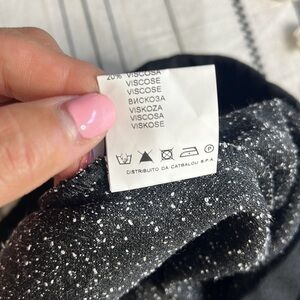 20% VISCOSA
VISCOSE
VISCOSE
ВИСКОЗА
VISKOZA
VISCOSA
VISKOSE
DISTRIBUITO DA CATBALOU S.P.A.